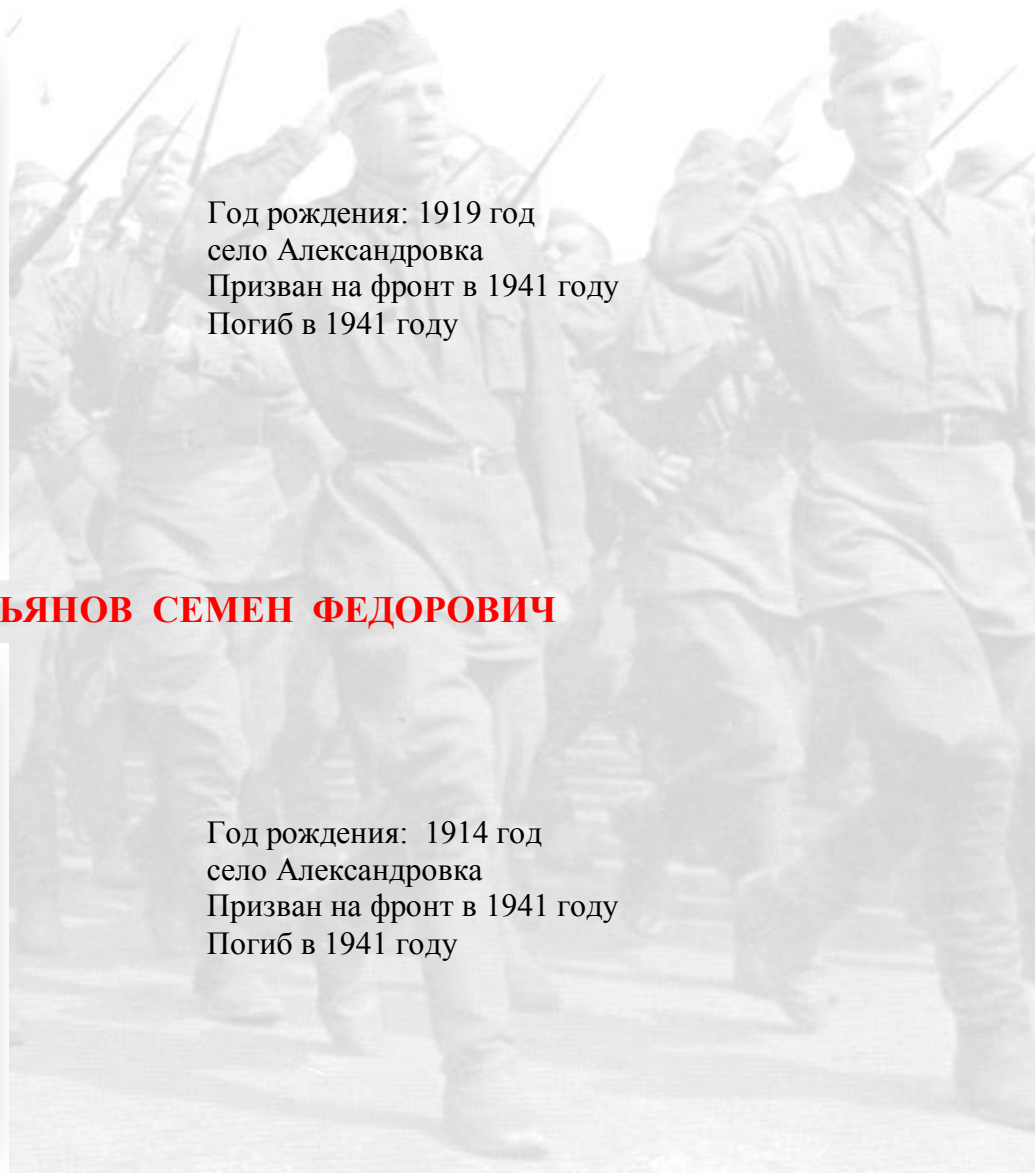 Год рождения: 1919 год
село Александровка
Призван на фронт в 1941 году
Погиб в 1941 году
ЬЯНОВ СЕМЕН ФЕДОРОВИЧ
Год рождения: 1914 год
село Александровка
Призван на фронт в 1941 году
Погиб в 1941 году